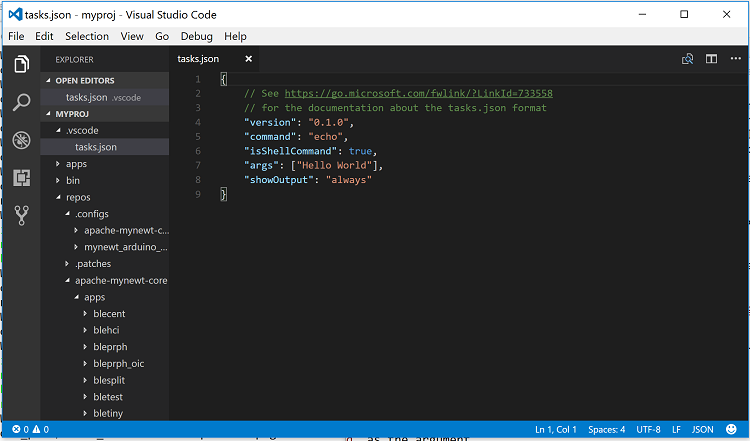 tasks.json - myproj - Visual Studio Code
File Edit Selection View Go Debug Help
EXPLORER
OPEN EDITORS
tasks.json .vscode
MYPROJ
.vscode
tasks.json
apps
bin
repos
.configs
apache-mynewt-c...
mynewt_arduino_...
.patches
apache-mynewt-core
apps
blecent
blehci
bleprph
bleprph_oic
blesplit
bletest
bletiny
tasks.json
1 {
2 // See https://go.microsoft.com/fwlink/?LinkId=733558
3 // for the documentation about the tasks.json format
4 "version": "0.1.0",
5 "command": "echo",
6 "isShellCommand": true,
7 "args": ["Hello World"],
8 "showOutput": "always"
9 }
0 0 Ln 1, Col 1 Spaces: 4 UTF-8 LF JSON
as the argument